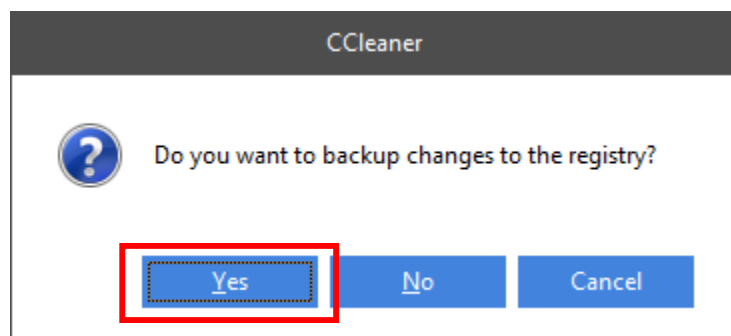 CCleaner
Do you want to backup changes to the registry?
Yes No Cancel